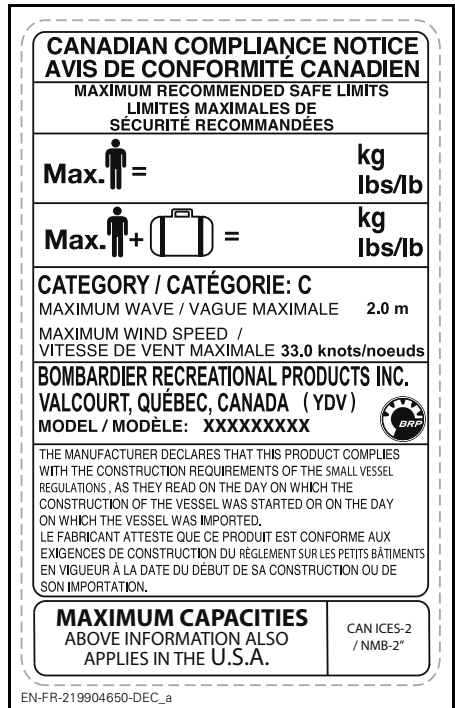 CANADIAN COMPLIANCE NOTICE
AVIS DE CONFORMITÉ CANADIEN
MAXIMUM RECOMMENDED SAFE LIMITS
LIMITES MAXIMALES DE
SÉCURITÉ RECOMMANDÉES
Max. = kg
lbs/lb
Max. + = kg
lbs/lb
CATEGORY / CATÉGORIE: C
MAXIMUM WAVE / VAGUE MAXIMALE 2.0 m
MAXIMUM WIND SPEED /
VITESSE DE VENT MAXIMALE 33.0 knots/noeuds
BOMBARDIER RECREATIONAL PRODUCTS INC.
VALCOURT, QUÉBEC, CANADA (YDV)
MODEL / MODÈLE: XXXXXXXXX
BRP
THE MANUFACTURER DECLARES THAT THIS PRODUCT COMPLIES
WITH THE CONSTRUCTION REQUIREMENTS OF THE SMALL VESSEL
REGULATIONS, AS THEY READ ON THE DAY ON WHICH THE
CONSTRUCTION OF THE VESSEL WAS STARTED OR ON THE DAY
ON WHICH THE VESSEL WAS IMPORTED.
LE FABRICANT ATTESTE QUE CE PRODUIT EST CONFORME AUX
EXIGENCES DE CONSTRUCTION DU RÈGLEMENT SUR LES PETITS BÂTIMENTS
EN VIGUEUR À LA DATE DU DÉBUT DE SA CONSTRUCTION OU DE
SON IMPORTATION.
MAXIMUM CAPACITIES
ABOVE INFORMATION ALSO
APPLIES IN THE U.S.A.
CAN ICES-2
/ NMB-2"
EN-FR-219904650-DEC_a